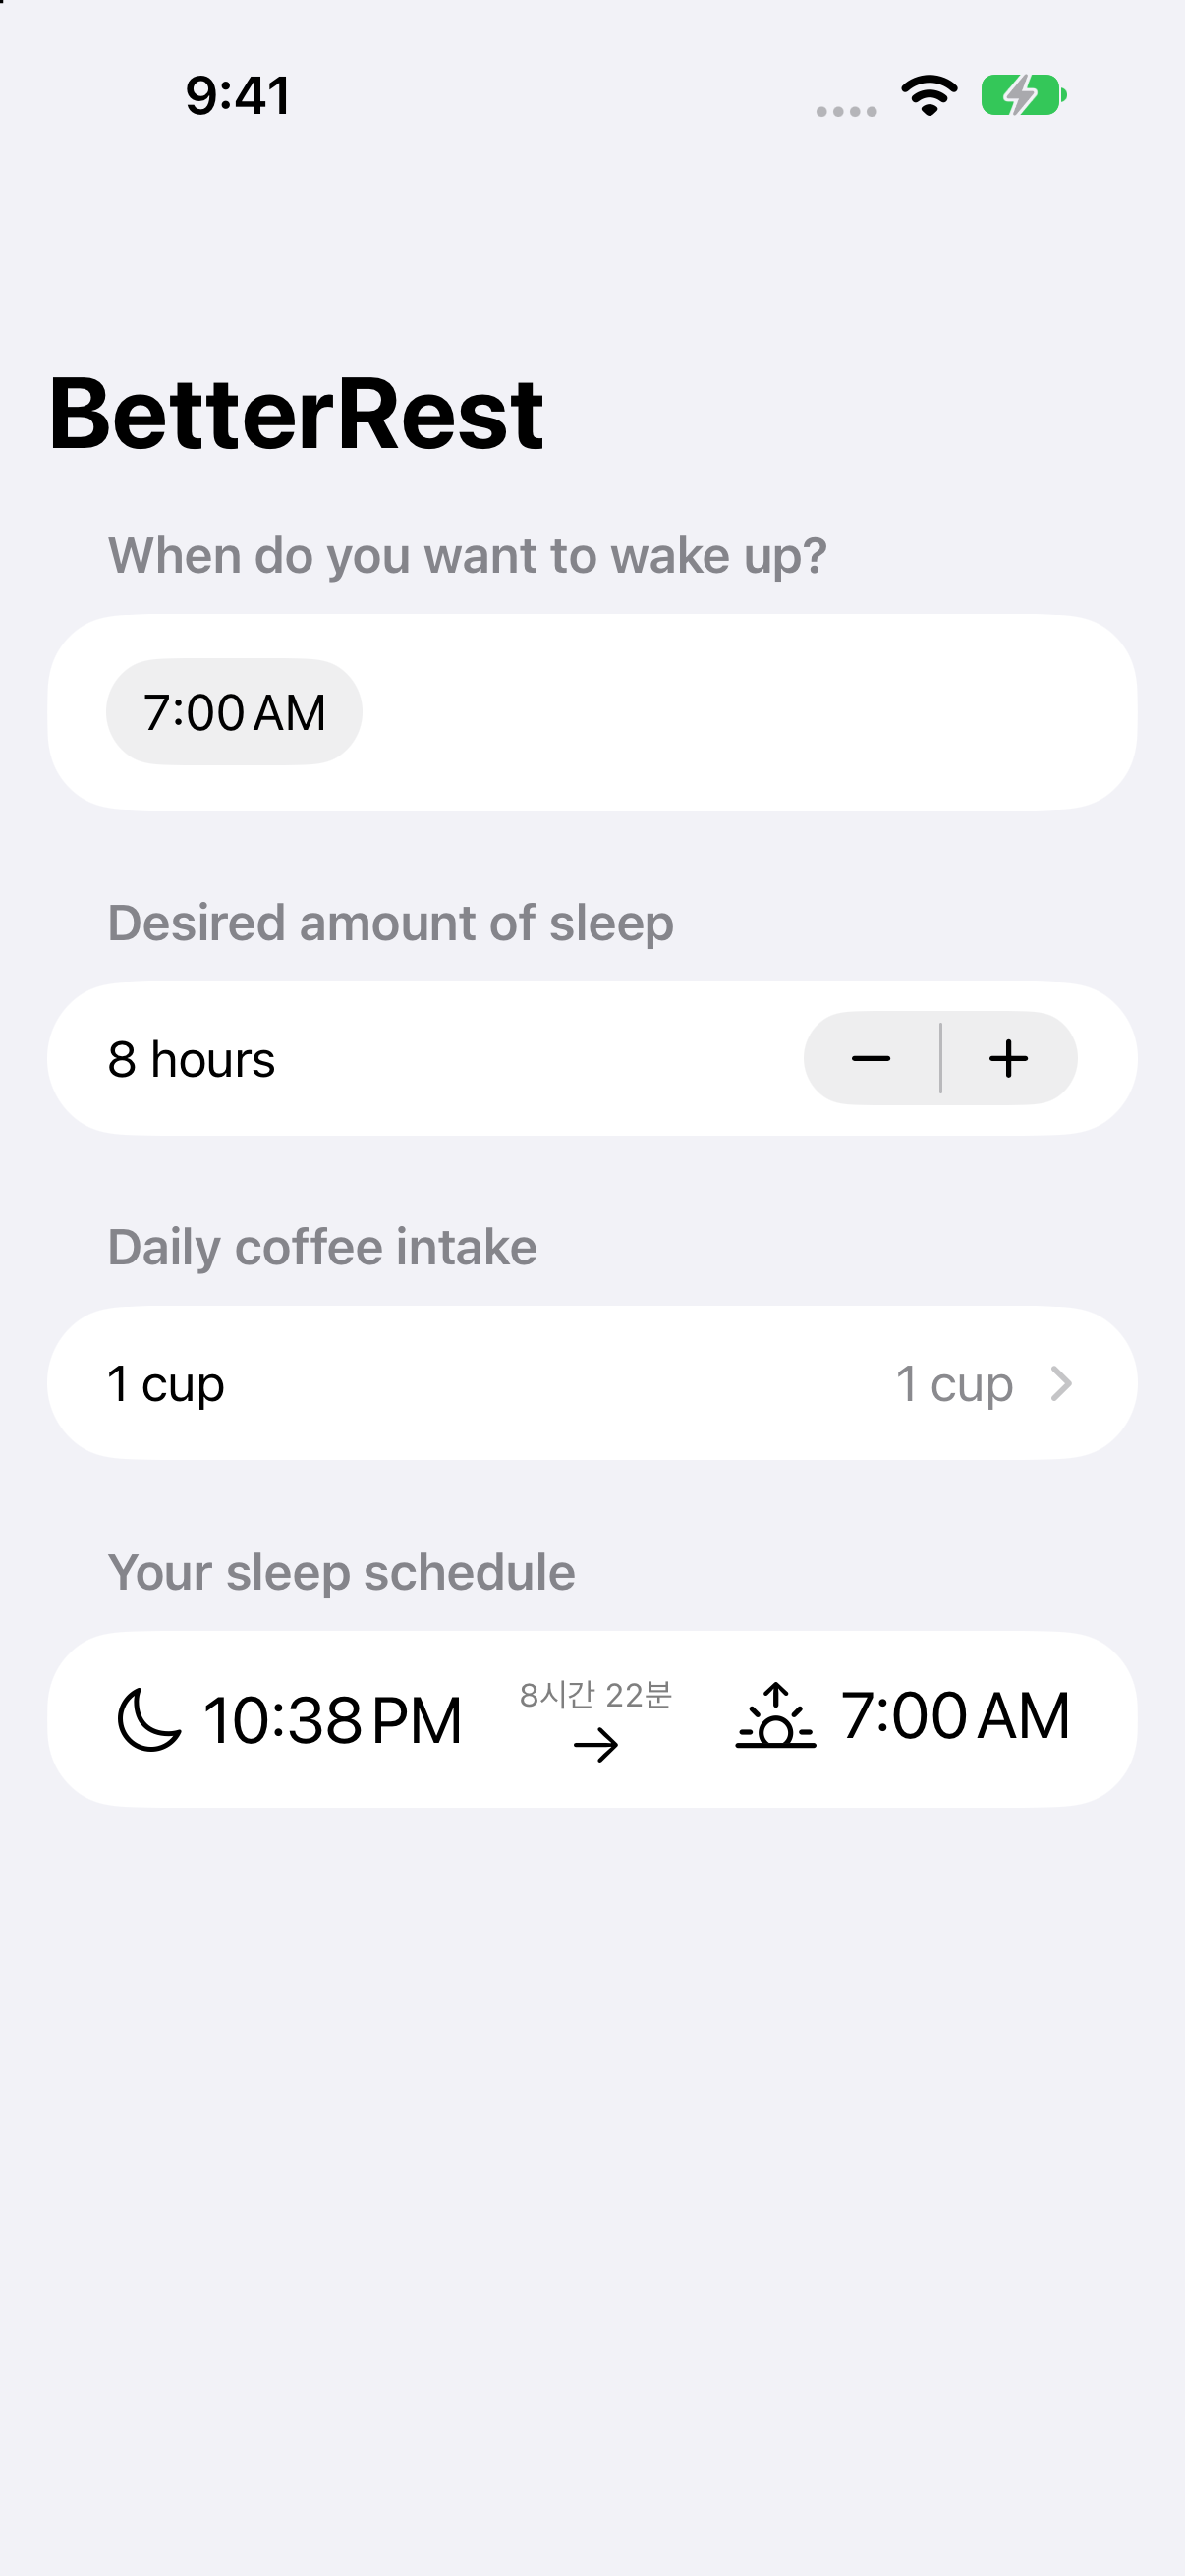 9:41
BetterRest
When do you want to wake up?
7:00 AM
Desired amount of sleep
8 hours
Daily coffee intake
1 cup 1 cup
Your sleep schedule
10:38 PM 8시간 22분 7:00 AM